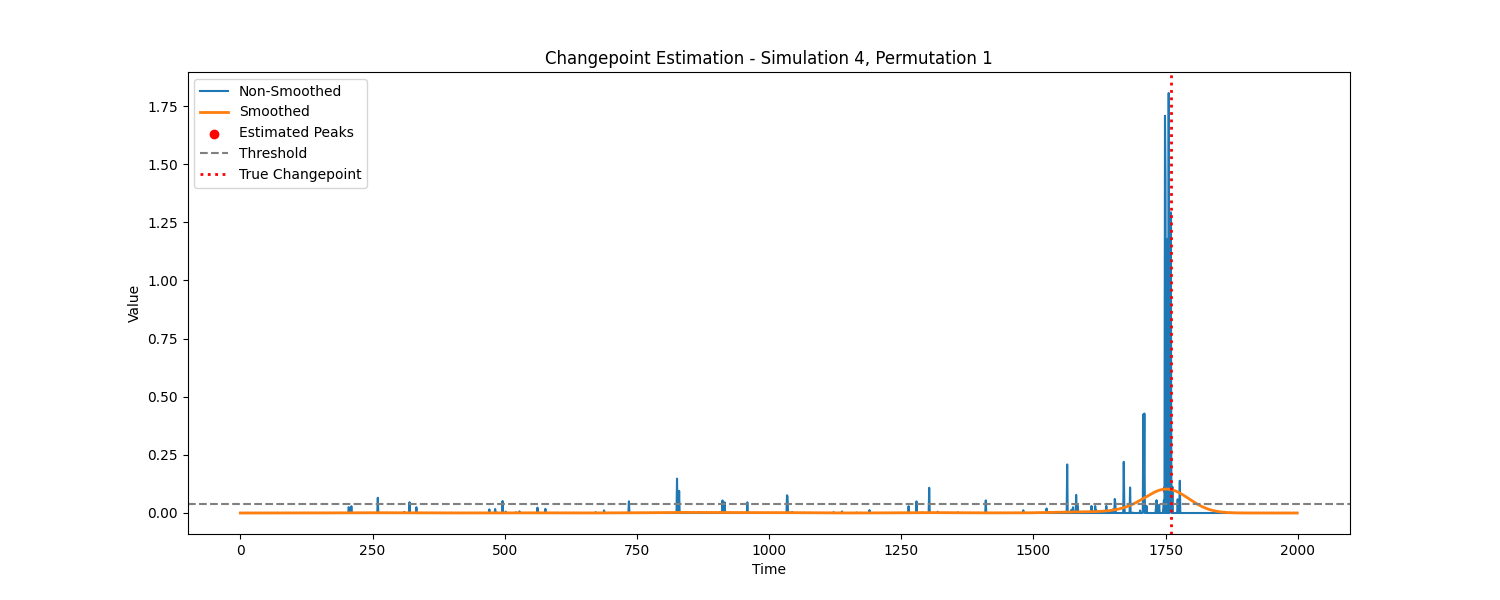 Changepoint Estimation - Simulation 4, Permutation 1
Non-Smoothed
Smoothed
Estimated Peaks
Threshold
True Changepoint
1.75
1.50
1.25
1.00
0.75
0.50
0.25
0.00
Value
0 250 500 750 1000 1250 1500 1750 2000
Time